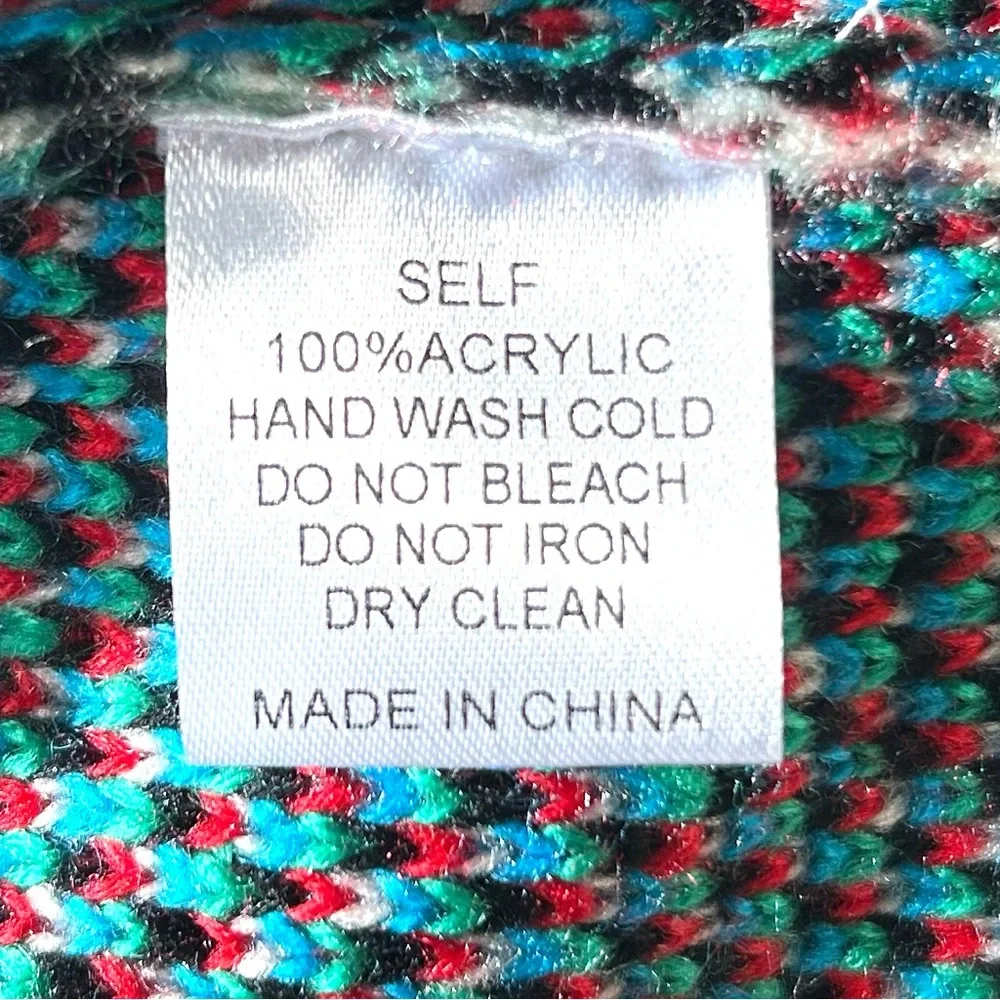 SELF
100%ACRYLIC
HAND WASH COLD
DO NOT BLEACH
DO NOT IRON
DRY CLEAN
MADE IN CHINA